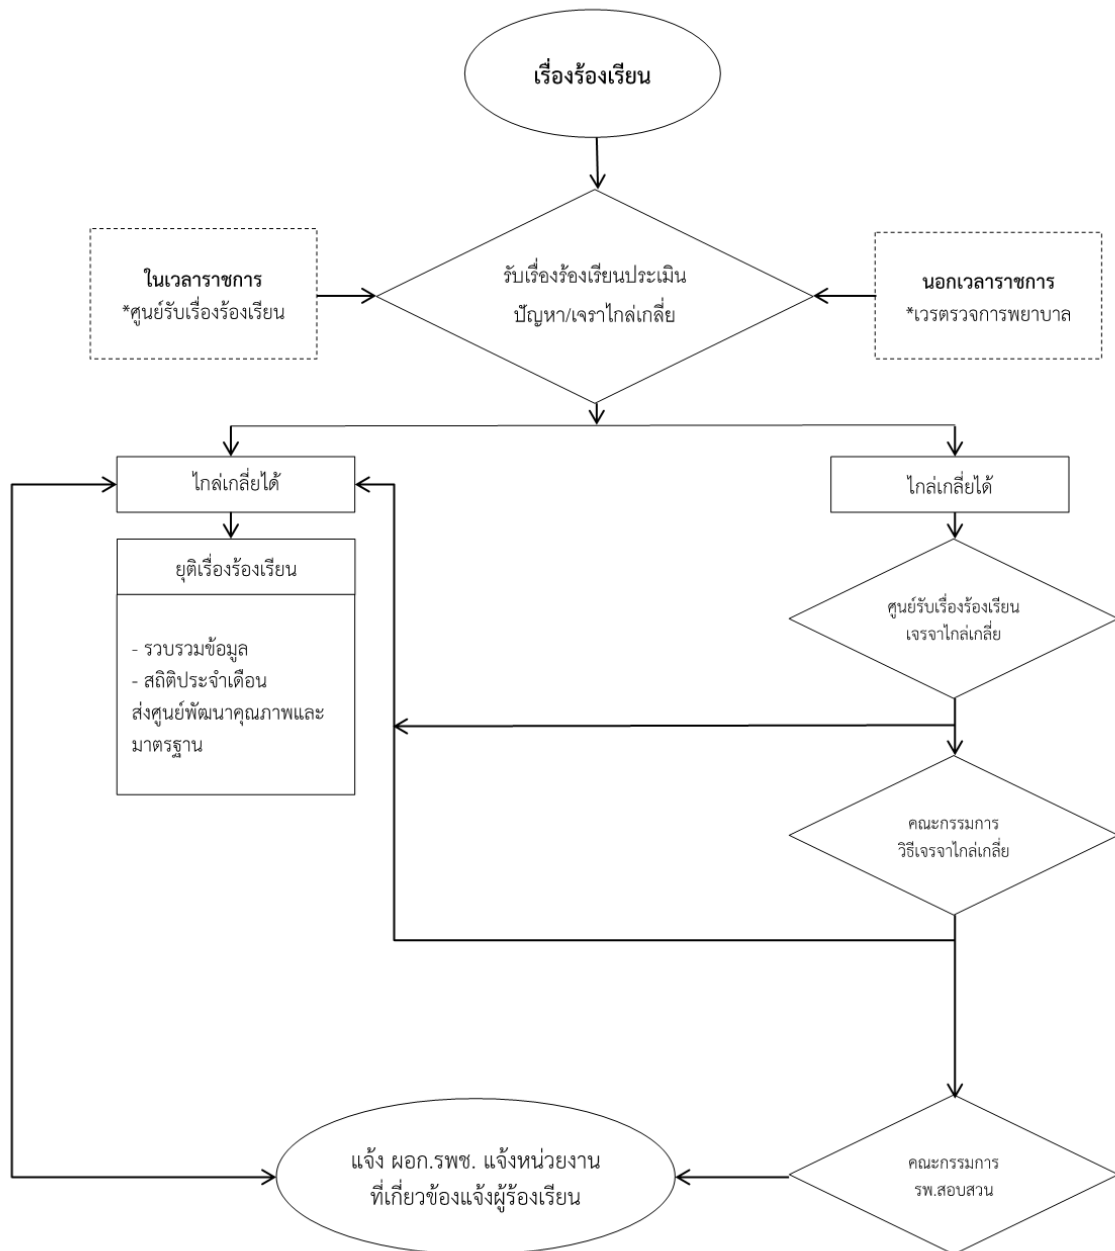 เรื่องร้องเรียน
ในเวลาราชการ
*ศูนย์รับเรื่องร้องเรียน
รับเรื่องร้องเรียนประเมิน
ปัญหา/เจราไกล่เกลี่ย
นอกเวลาราชการ
*เวรตรวจการพยาบาล
ไกล่เกลี่ยได้
ไกล่เกลี่ยได้
ยุติเรื่องร้องเรียน
- รวบรวมข้อมูล
- สถิติประจำเดือน
ส่งศูนย์พัฒนาคุณภาพและ
มาตรฐาน
ศูนย์รับเรื่องร้องเรียน
เจรจาไกล่เกลี่ย
คณะกรรมการ
วิธีเจรจาไกล่เกลี่ย
แจ้ง ผอก.รพช. แจ้งหน่วยงาน
ที่เกี่ยวข้องแจ้งผู้ร้องเรียน
คณะกรรมการ
รพ.สอบสวน